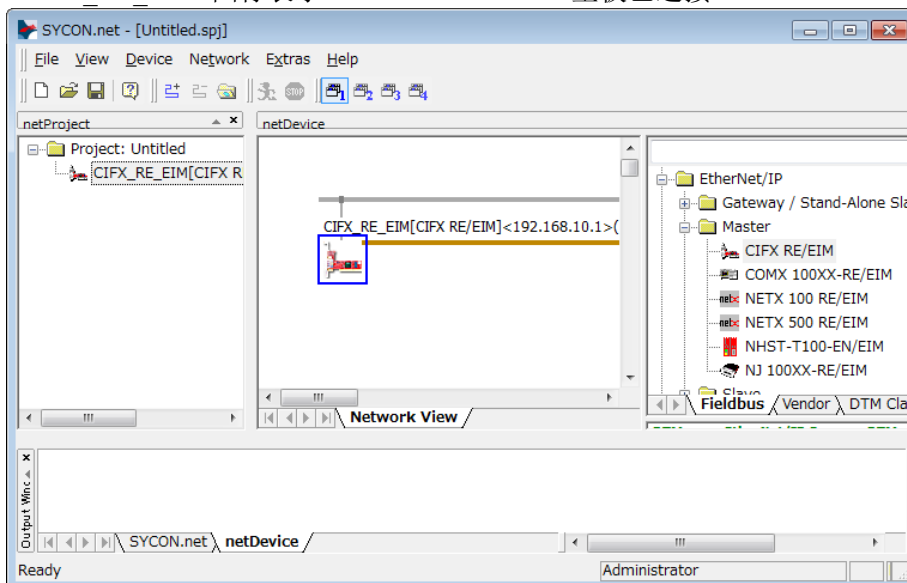 SYCON.net - [Untitled.spj]
File View Device Network Extras Help
netProject
netDevice
Project: Untitled
CIFX_RE_EIM[CIFX R
CIFX_RE_EIM[CIFX RE/EIM]<192.168.10.1>(
Network View
EtherNet/IP
Gateway / Stand-Alone Sla
Master
CIFX RE/EIM
COMX 100XX-RE/EIM
NETX 100 RE/EIM
NETX 500 RE/EIM
NHST-T100-EN/EIM
NJ 100XX-RE/EIM
Slave
Fieldbus Vendor DTM Cla
Output Winc
SYCON.net netDevice
Ready
Administrator